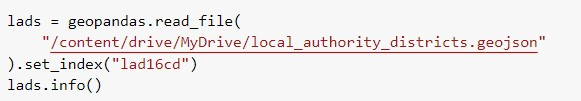 lads = geopandas.read_file(
    "/content/drive/MyDrive/local_authority_districts.geojson"
).set_index("lad16cd")
lads.info()